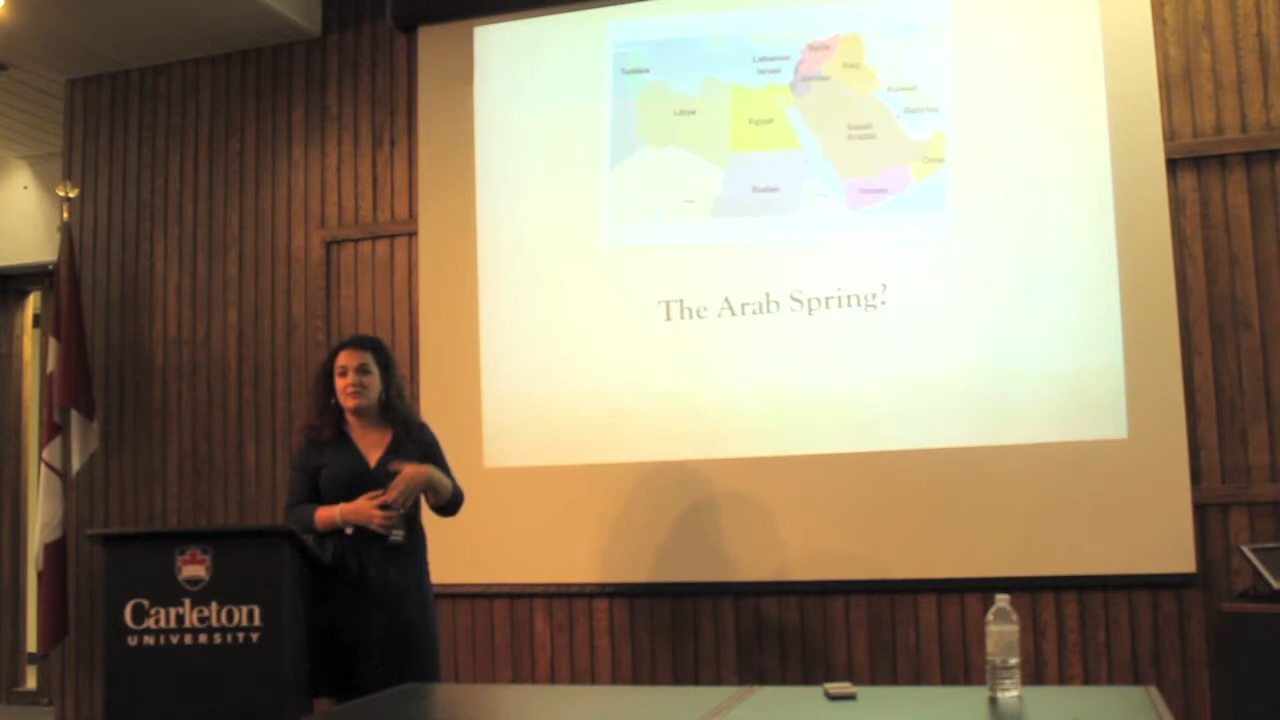 Tunisia
Lebanon
Israel
Syria
Iraq
Jordan
Kuwait
Bahrain
Libya
Egypt
Saudi
Arabia
Oman
Sudan
Yemen
The Arab Spring?
Carleton
UNIVERSITY